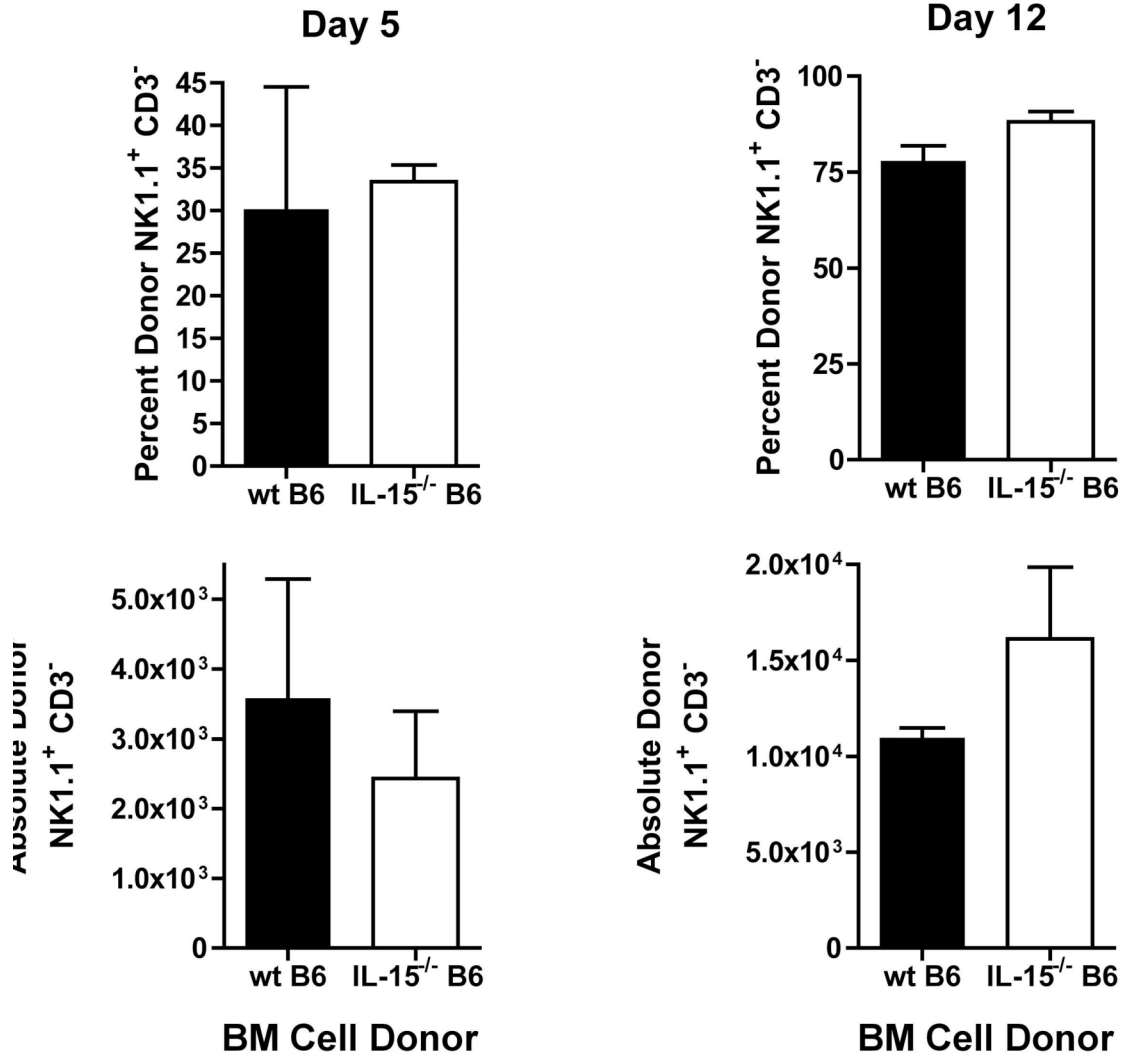 Day 5
Percent Donor NK1.1⁺ CD3⁻
45
40
35
30
25
20
15
10
5
0
wt B6
IL-15⁻/⁻ B6
Day 12
Percent Donor NK1.1⁺ CD3⁻
100
75
50
25
0
wt B6
IL-15⁻/⁻ B6
Absolute Donor
NK1.1⁺ CD3⁻
5.0x10³
4.0x10³
3.0x10³
2.0x10³
1.0x10³
0
wt B6
IL-15⁻/⁻ B6
BM Cell Donor
Absolute Donor
NK1.1⁺ CD3⁻
2.0x10⁴
1.5x10⁴
1.0x10⁴
5.0x10³
0
wt B6
IL-15⁻/⁻ B6
BM Cell Donor